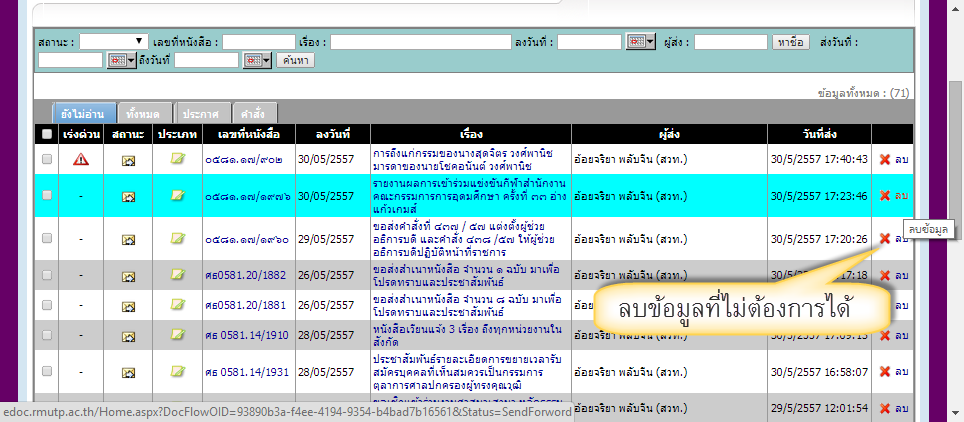 สถานะ : เลขที่หนังสือ : เรื่อง : ลงวันที่ : ผู้ส่ง : หาชื่อ ส่งวันที่ :
ถึงวันที่ ค้นหา
ข้อมูลทั้งหมด : (71)
ยังไม่อ่าน ทั้งหมด ประกาศ คำสั่ง
เร่งด่วน สถานะ ประเภท เลขที่หนังสือ ลงวันที่ เรื่อง ผู้ส่ง วันที่ส่ง
๐๕๘๑.๑๗/๙๐๒ 30/05/2557 การถึงแก่กรรมของนางสุดจิตร วงศ์พานิช อ้อยจริยา พลับจีน (สวท.) 30/5/2557 17:40:43 ลบ
มารดาของนายโชคอนันต์ วงศ์พานิช
- ๐๕๘๑.๑๗/๑๙๗๖ 30/05/2557 รายงานผลการเข้าร่วมแข่งขันกีฬาสำนักงาน อ้อยจริยา พลับจีน (สวท.) 30/5/2557 17:23:46 ลบ
คณะกรรมการการอุดมศึกษา ครั้งที่ ๓๓ อ่าง
แก้วเกมส์
ลบข้อมูล
- ๐๕๘๑.๑๗/๑๙๖๐ 29/05/2557 ขอส่งคำสั่งที่ ๔๓๗ / ๕๗ แต่งตั้งผู้ช่วย อ้อยจริยา พลับจีน (สวท.) 30/5/2557 17:20:26 ลบ
อธิการบดี และคำสั่ง ๔๓๘ /๕๗ ให้ผู้ช่วย
อธิการบดีปฏิบัติหน้าที่ราชการ
- ศธ0581.20/1882 26/05/2557 ขอส่งสำเนาหนังสือ จำนวน ๑ ฉบับ มาเพื่อ อ้อยจริยา พลับจีน (สวท.) 17:18 ลบ
โปรดทราบและประชาสัมพันธ์
- ศธ0581.20/1881 26/05/2557 ขอส่งสำเนาหนังสือ จำนวน ๘ ฉบับ มาเพื่อ ลบ
โปรดทราบและประชาสัมพันธ์
ลบข้อมูลที่ไม่ต้องการได้
- ศธ 0581.14/1910 28/05/2557 หนังสือเวียนแจ้ง 3 เรื่อง ถึงทุกหน่วยงานใน อ้อยจริยา พลับจีน (สวท.) 30/5/2557 17:09:13 ลบ
สังกัด
- ศธ 0581.14/1931 28/05/2557 ประชาสัมพันธ์รายละเอียดการขยายเวลารับ อ้อยจริยา พลับจีน (สวท.) 30/5/2557 16:58:07 ลบ
สมัครบุคคลที่เห็นสมควรเป็นกรรมการ
ตุลาการศาลปกครองผู้ทรงคุณวุฒิ
อ้อยจริยา พลับจีน (สวท.) 29/5/2557 12:01:54 ลบ
edoc.rmutp.ac.th/Home.aspx?DocFlowOID=93890b3a-f4ee-4194-9354-b4bad7b16561&Status=SendForword